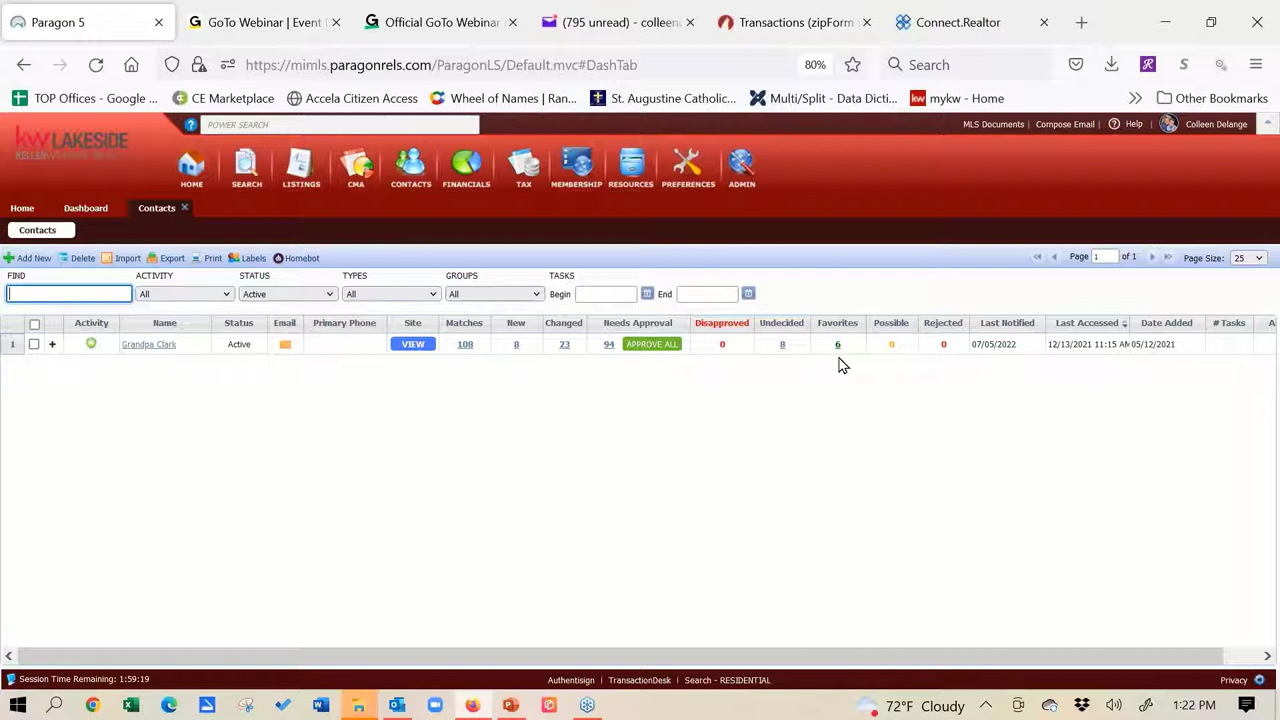 Paragon 5
GoTo Webinar | Event
Official GoTo Webinar
(795 unread) - colleen
Transactions (zipForm
Connect.Realtor
https://mimls.paragonrels.com/ParagonLS/Default.mvc#DashTab
80%
Search
TOP Offices - Google ...
CE Marketplace
Accela Citizen Access
Wheel of Names | Ran...
St. Augustine Catholic...
Multi/Split - Data Dict...
mykw - Home
Other Bookmarks
kw LAKESIDE
POWER SEARCH
MLS Documents | Compose Email | Help | Colleen Delange
HOME
SEARCH
LISTINGS
CMA
CONTACTS
FINANCIALS
TAX
MEMBERSHIP
RESOURCES
PREFERENCES
ADMIN
Home
Dashboard
Contacts
Contacts
Add New
Delete
Import
Export
Print
Labels
Homebot
Page 1 of 1
Page Size: 25
FIND
ACTIVITY
STATUS
TYPES
GROUPS
TASKS
All
Active
All
All
Begin
End
Activity Name Status Email Primary Phone Site Matches New Changed Needs Approval Disapproved Undecided Favorites Possible Rejected Last Notified Last Accessed Date Added # Tasks A
1 + Grandpa Clark Active VIEW 108 8 23 94 APPROVE ALL 0 8 6 0 0 07/05/2022 12/13/2021 11:15 AM 05/12/2021
Session Time Remaining: 1:59:19
Authentisign | TransactionDesk | Search - RESIDENTIAL
Privacy
72°F Cloudy
1:22 PM